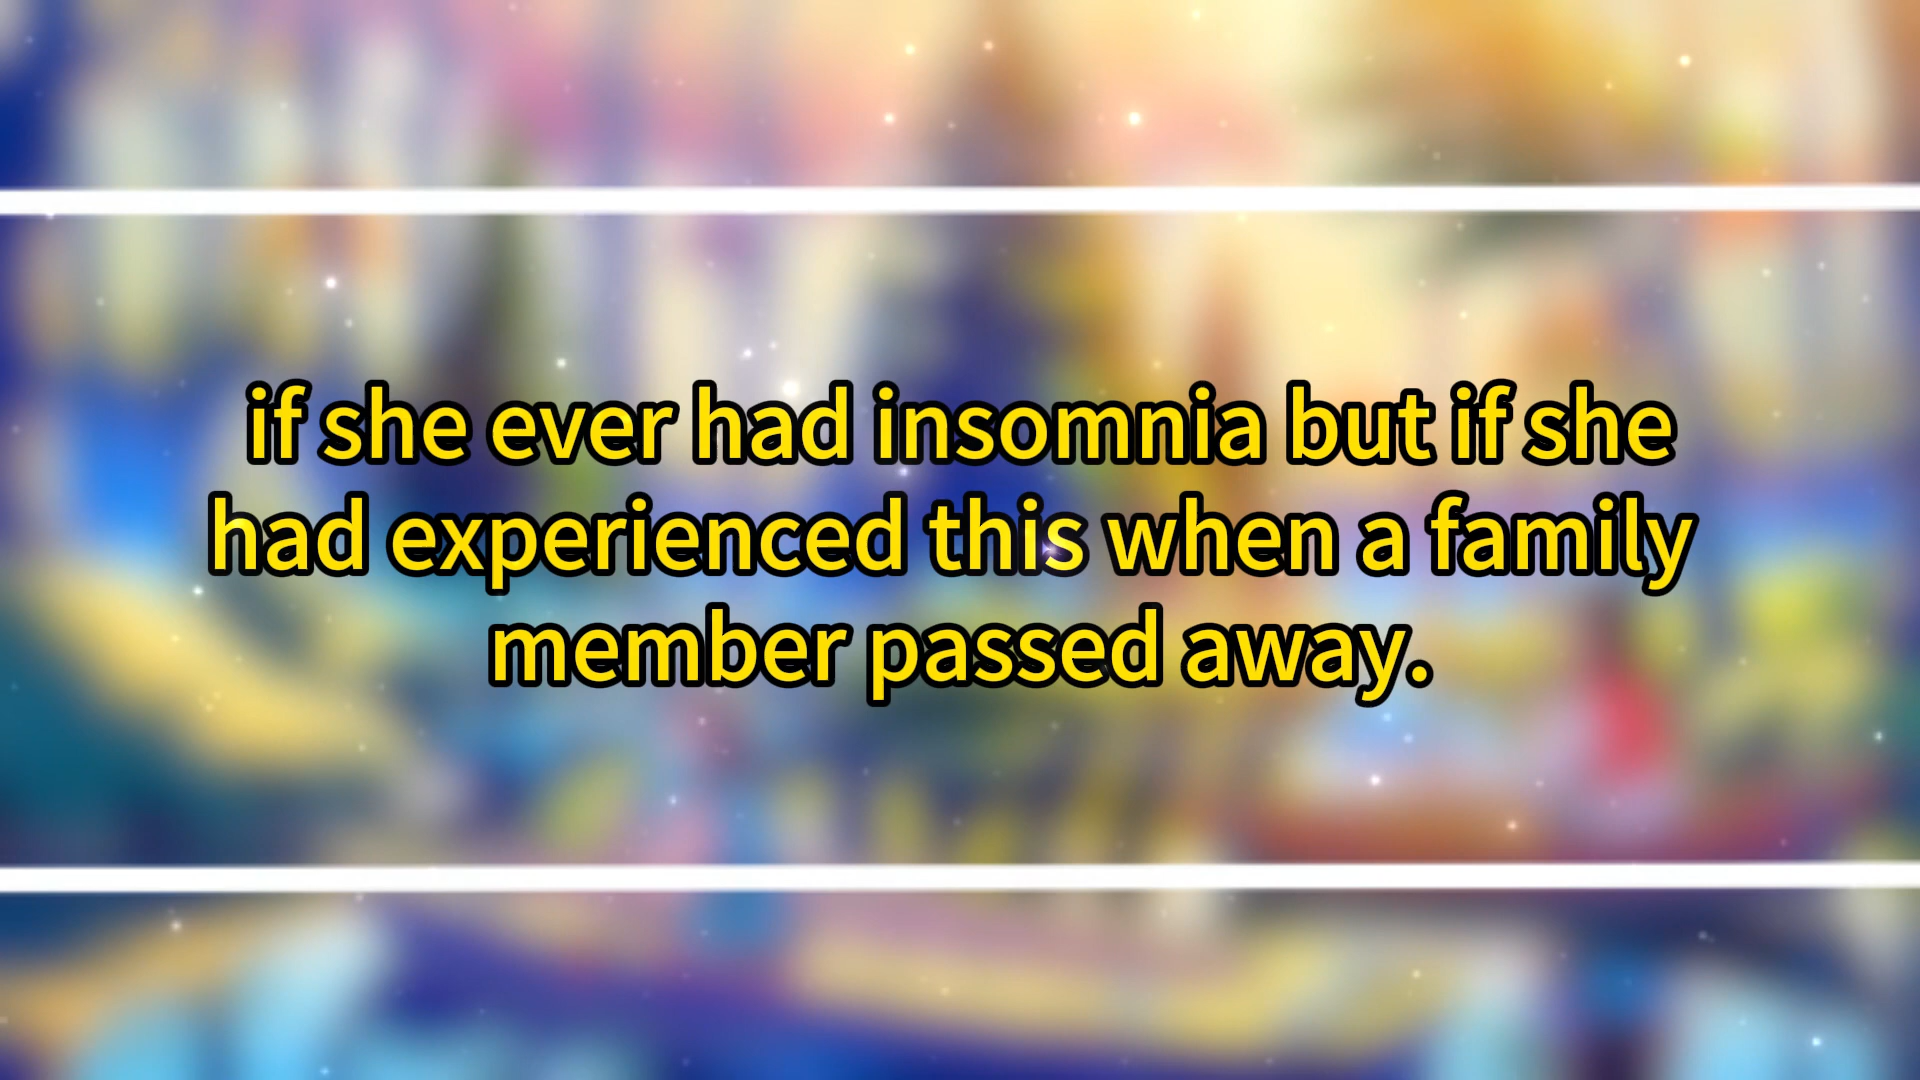 if she ever had insomnia but if she
had experienced this when a family
member passed away.